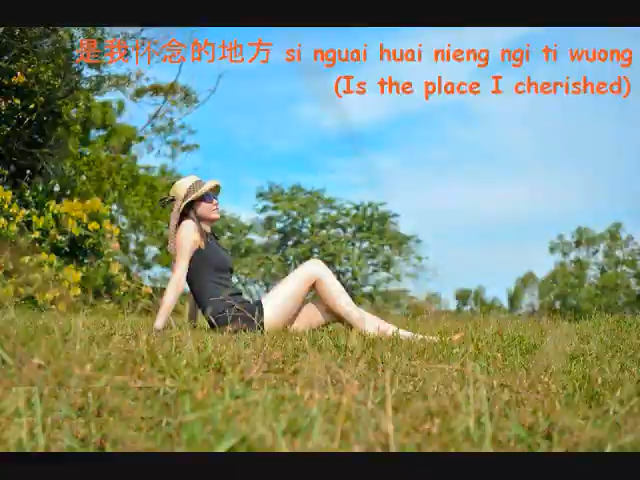 是我怀念的地方 si nguai huai nieng ngi ti wuong
(Is the place I cherished)